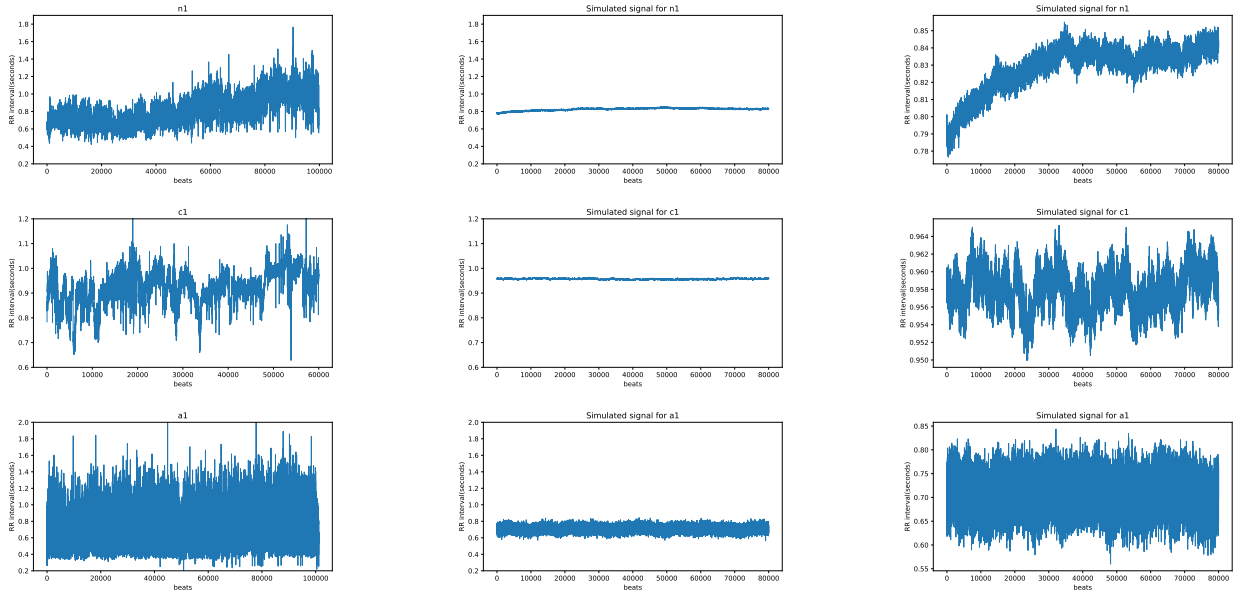 n1
RR interval(seconds)
1.8
1.6
1.4
1.2
1.0
0.8
0.6
0.4
0.2
0 20000 40000 60000 80000 100000
beats
Simulated signal for n1
RR interval(seconds)
1.8
1.6
1.4
1.2
1.0
0.8
0.6
0.4
0.2
0 10000 20000 30000 40000 50000 60000 70000 80000
beats
Simulated signal for n1
RR interval(seconds)
0.85
0.84
0.83
0.82
0.81
0.80
0.79
0.78
0 10000 20000 30000 40000 50000 60000 70000 80000
beats
c1
RR interval(seconds)
1.2
1.1
1.0
0.9
0.8
0.7
0.6
0 10000 20000 30000 40000 50000 60000
beats
Simulated signal for c1
RR interval(seconds)
1.2
1.1
1.0
0.9
0.8
0.7
0.6
0 10000 20000 30000 40000 50000 60000 70000 80000
beats
Simulated signal for c1
RR interval(seconds)
0.964
0.962
0.960
0.958
0.956
0.954
0.952
0.950
0 10000 20000 30000 40000 50000 60000 70000 80000
beats
a1
RR interval(seconds)
2.0
1.8
1.6
1.4
1.2
1.0
0.8
0.6
0.4
0.2
0 20000 40000 60000 80000 100000
beats
Simulated signal for a1
RR interval(seconds)
2.0
1.8
1.6
1.4
1.2
1.0
0.8
0.6
0.4
0.2
0 10000 20000 30000 40000 50000 60000 70000 80000
beats
Simulated signal for a1
RR interval(seconds)
0.85
0.80
0.75
0.70
0.65
0.60
0.55
0 10000 20000 30000 40000 50000 60000 70000 80000
beats